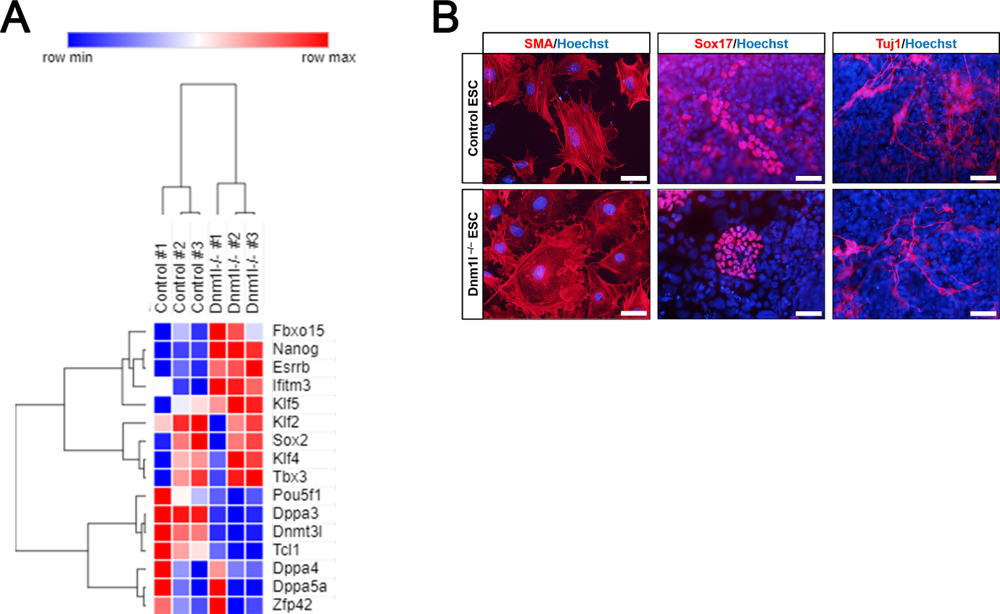 A
row min
row max
Control #1
Control #2
Control #3
Dnm1l-/- #1
Dnm1l-/- #2
Dnm1l-/- #3
Fbxo15
Nanog
Esrrb
Ifitm3
Klf5
Klf2
Sox2
Klf4
Tbx3
Pou5f1
Dppa3
Dnmt3l
Tcl1
Dppa4
Dppa5a
Zfp42
B
SMA/Hoechst
Sox17/Hoechst
Tuj1/Hoechst
Control ESC
Dnm1l⁻/⁻ ESC